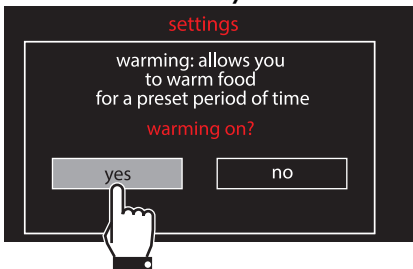 settings
warming: allows you
to warm food
for a preset period of time
warming on?
yes
no